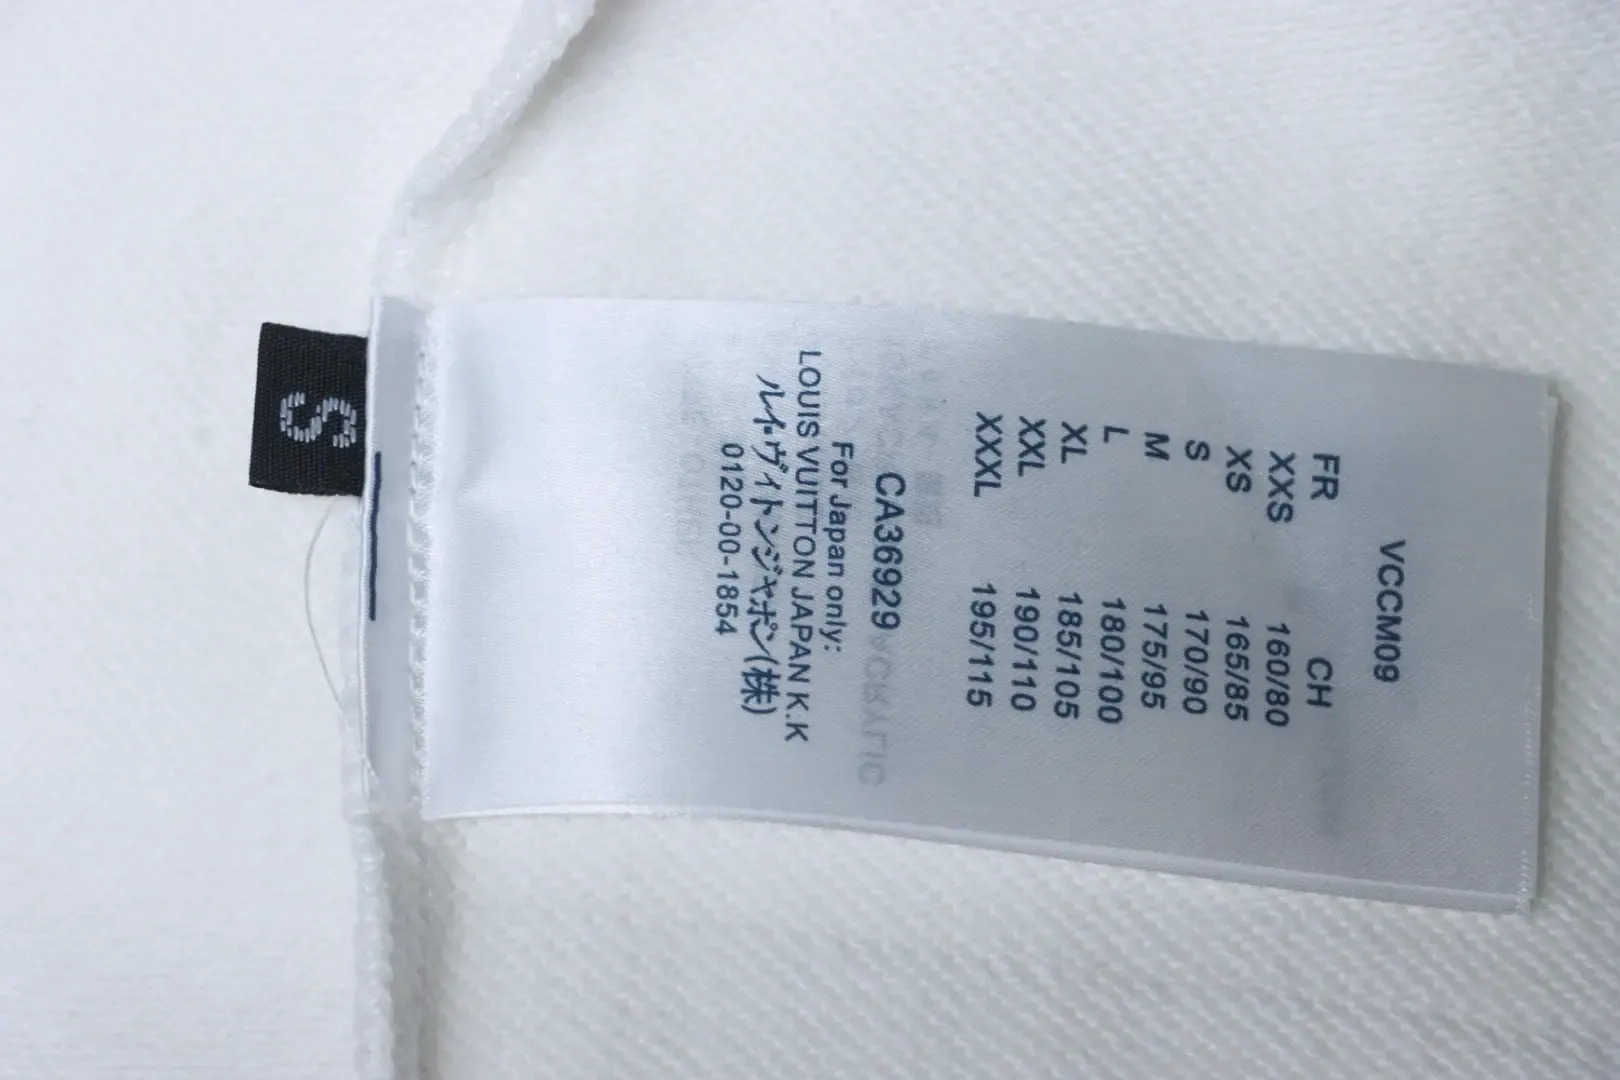 S
VCCM09
FR CH
XXS 160/80
XS 165/85
S 170/90
M 175/95
L 180/100
XL 185/105
XXL 190/110
XXXL 195/115
CA36929
For Japan only:
LOUIS VUITTON JAPAN K.K
ルイ・ヴィトンジャポン(株)
0120-00-1854